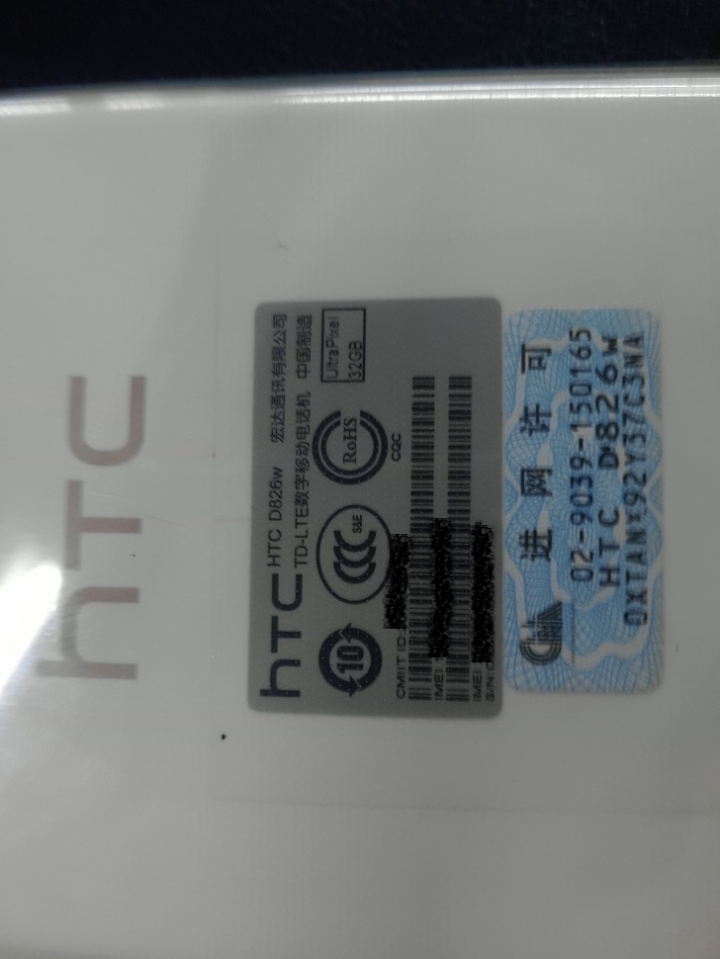 hTC
hTC HTC D826w 宏达通讯有限公司
TD-LTE数字移动电话机 中国制造
10
CCC S&E
RoHS
CQC
UltraPixel
32GB
CMIIT ID:
IMEI
IMEI
S/N:
进网许可
CMIIA
02-9039-150165
HTC D826w